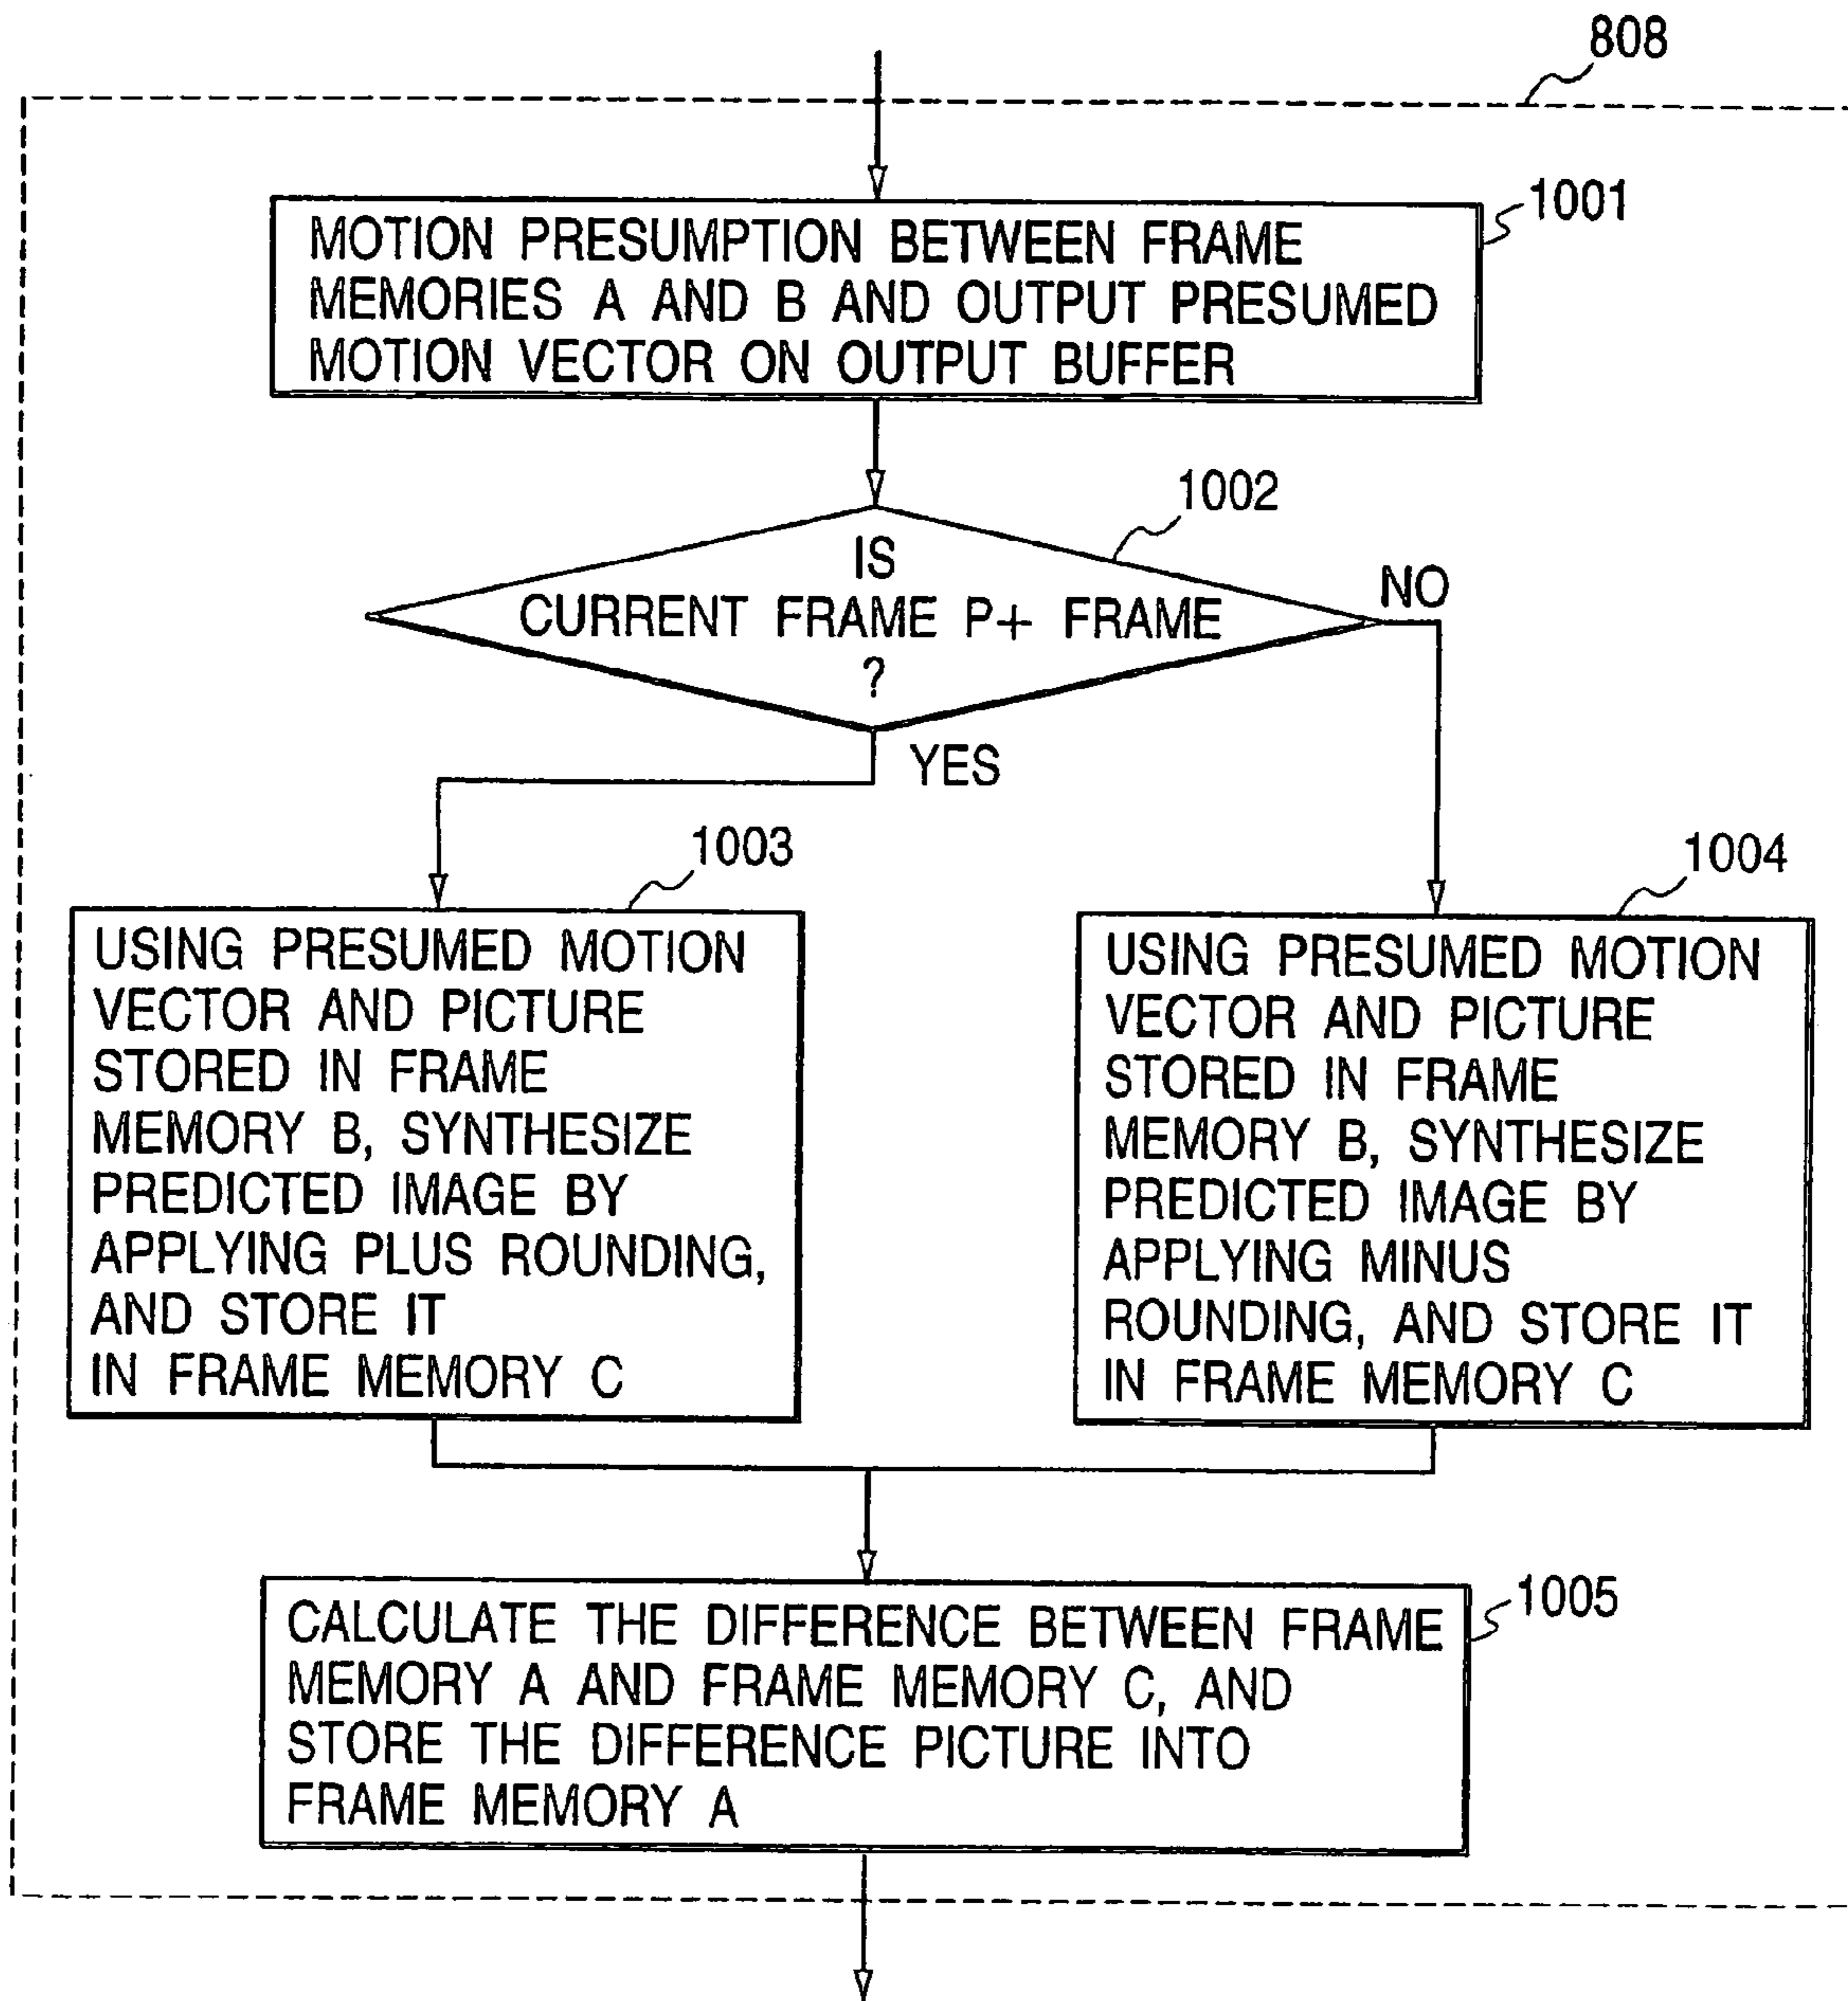 808
1001
MOTION PRESUMPTION BETWEEN FRAME
MEMORIES A AND B AND OUTPUT PRESUMED
MOTION VECTOR ON OUTPUT BUFFER
1002
IS
CURRENT FRAME P+ FRAME
?
NO
YES
1003
USING PRESUMED MOTION
VECTOR AND PICTURE
STORED IN FRAME
MEMORY B, SYNTHESIZE
PREDICTED IMAGE BY
APPLYING PLUS ROUNDING,
AND STORE IT
IN FRAME MEMORY C
1004
USING PRESUMED MOTION
VECTOR AND PICTURE
STORED IN FRAME
MEMORY B, SYNTHESIZE
PREDICTED IMAGE BY
APPLYING MINUS
ROUNDING, AND STORE IT
IN FRAME MEMORY C
1005
CALCULATE THE DIFFERENCE BETWEEN FRAME
MEMORY A AND FRAME MEMORY C, AND
STORE THE DIFFERENCE PICTURE INTO
FRAME MEMORY A